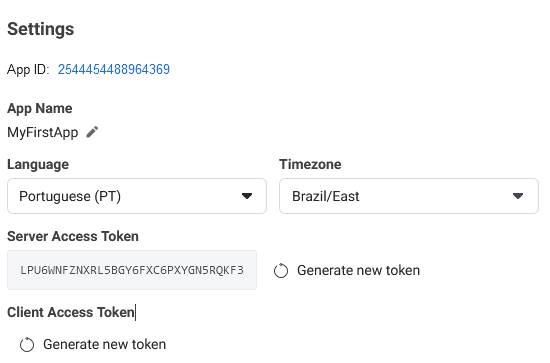 Settings
App ID: 2544454488964369
App Name
MyFirstApp
Language Timezone
Portuguese (PT) Brazil/East
Server Access Token
LPU6WNFZNXRL5BGY6FXC6PXYGN5RQKF3 Generate new token
Client Access Token
Generate new token